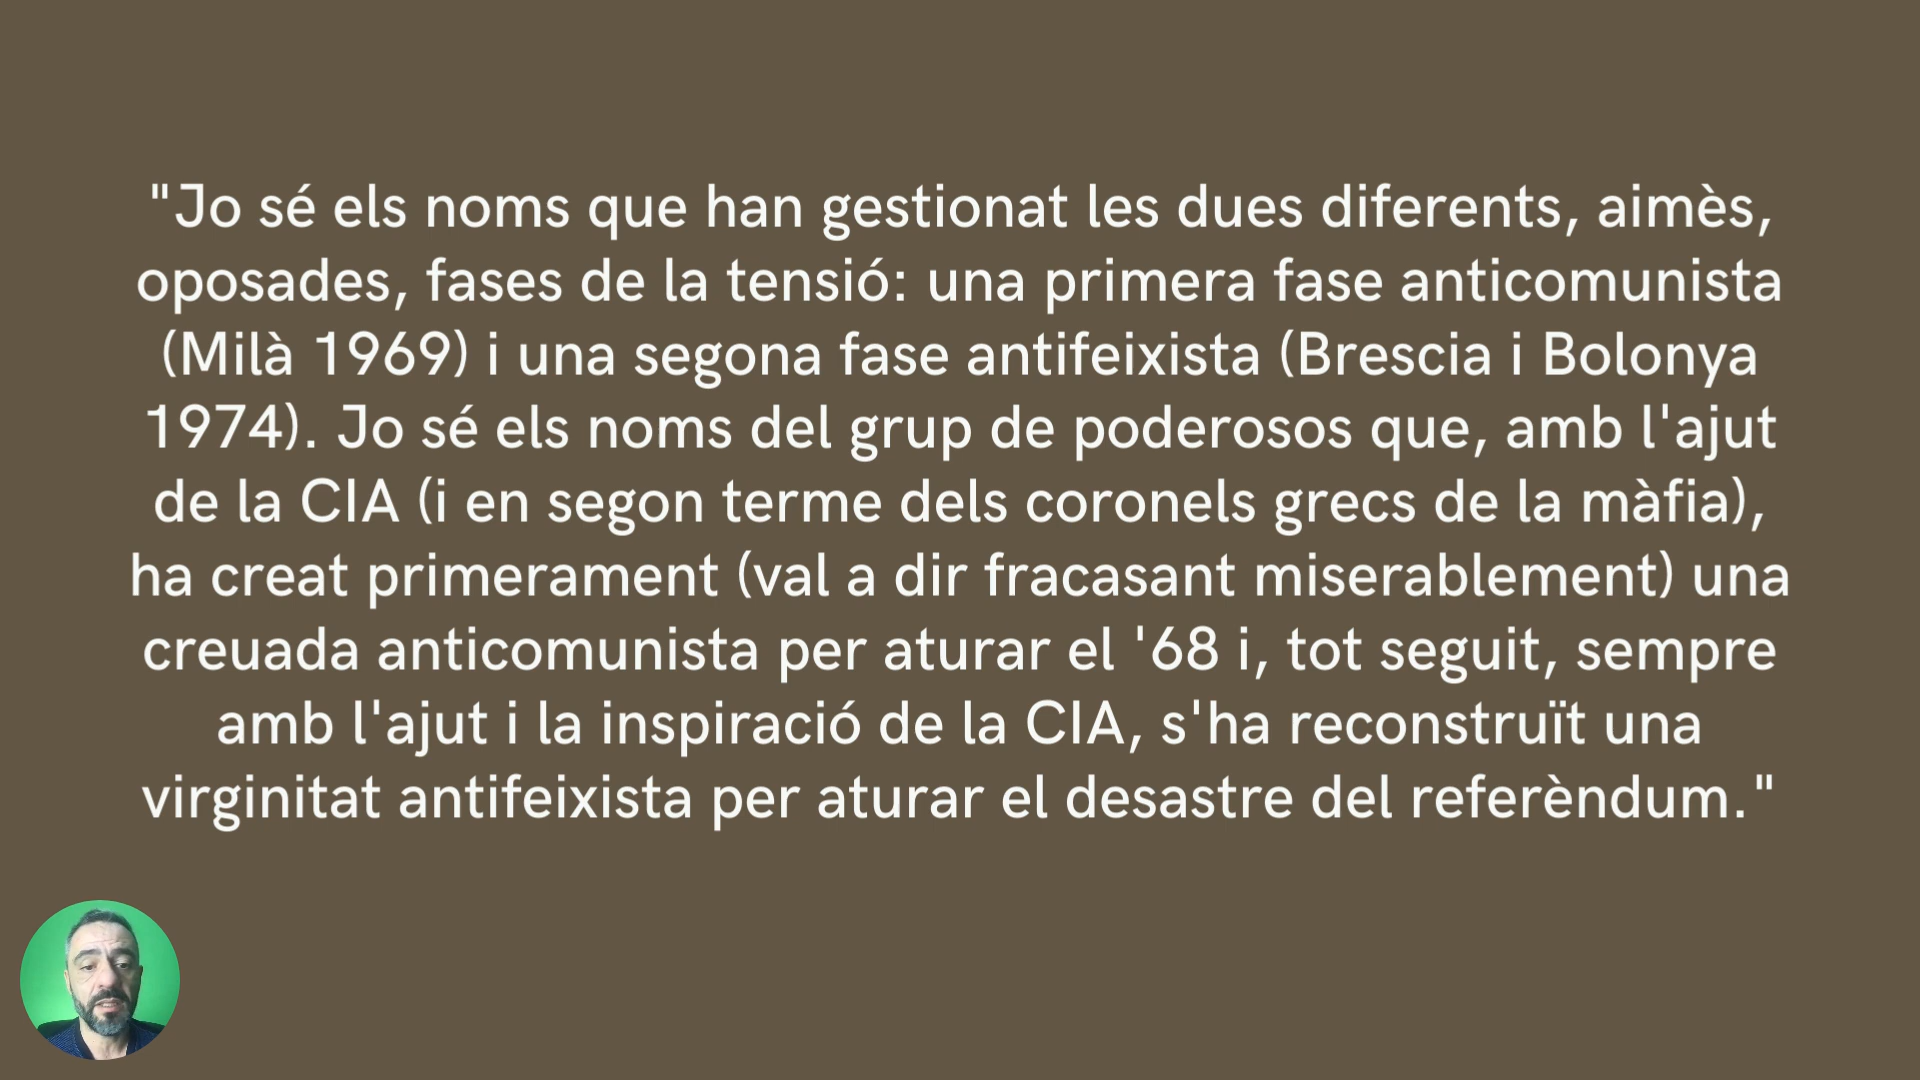 "Jo sé els noms que han gestionat les dues diferents, aimès,
oposades, fases de la tensió: una primera fase anticomunista
(Milà 1969) i una segona fase antifeixista (Brescia i Bolonya
1974). Jo sé els noms del grup de poderosos que, amb l'ajut
de la CIA (i en segon terme dels coronels grecs de la màfia),
ha creat primerament (val a dir fracasant miserablement) una
creuada anticomunista per aturar el '68 i, tot seguit, sempre
amb l'ajut i la inspiració de la CIA, s'ha reconstruït una
virginitat antifeixista per aturar el desastre del referèndum."